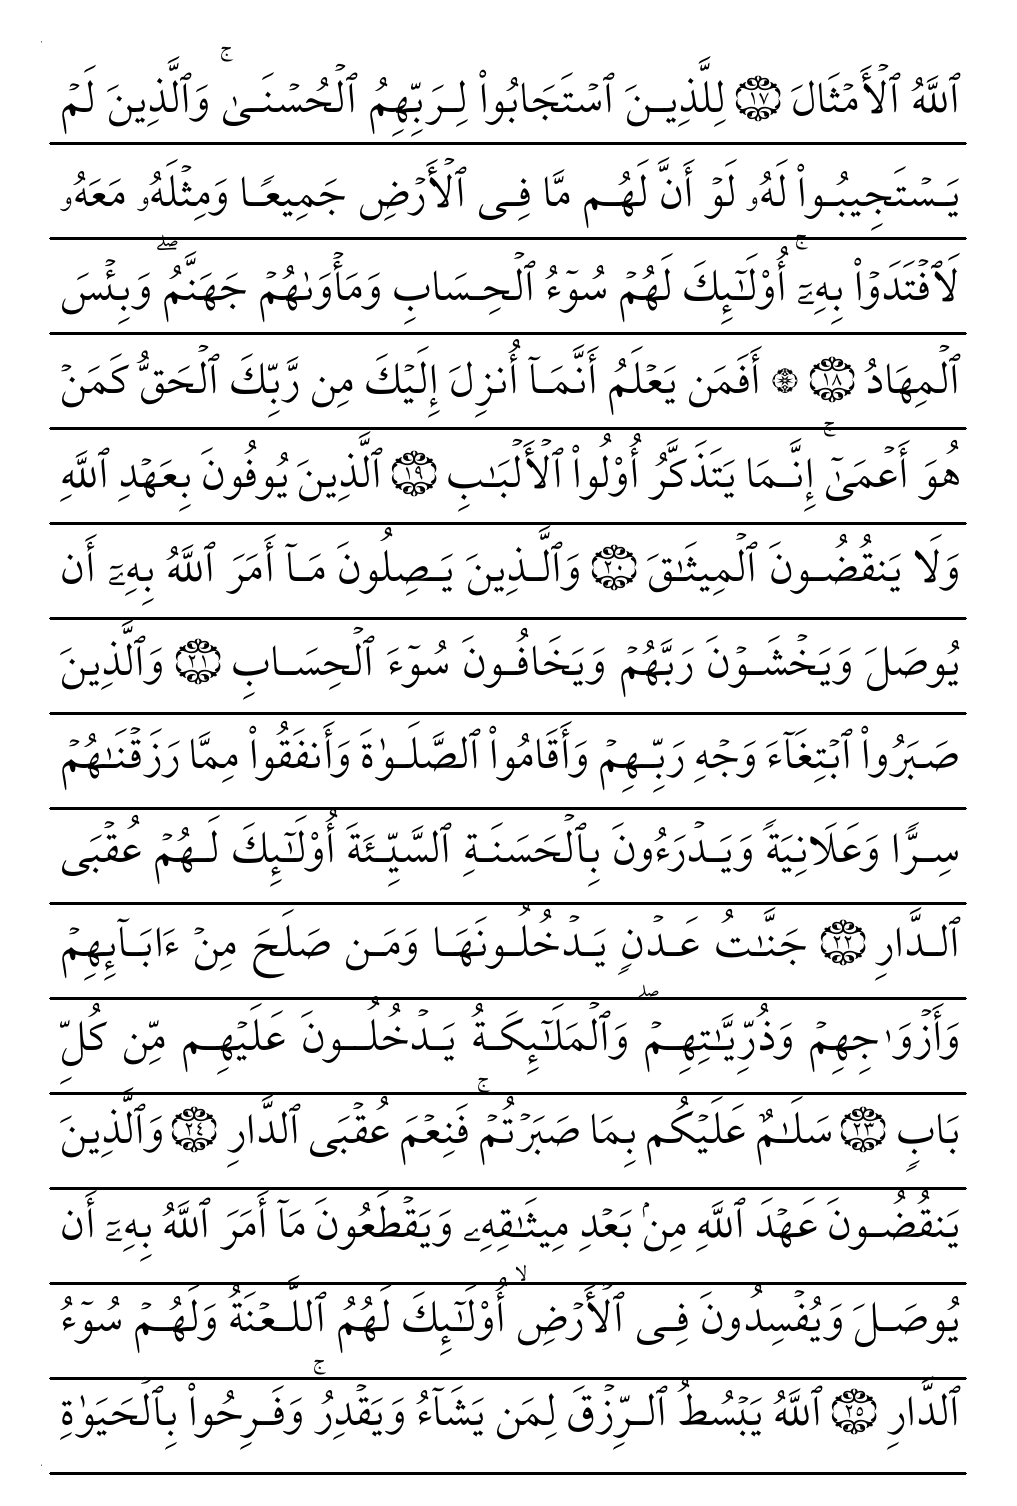 ٱللَّهُ ٱلْأَمْثَالَ ١٧ لِلَّذِينَ ٱسْتَجَابُوا۟ لِرَبِّهِمُ ٱلْحُسْنَىٰ ۚ وَٱلَّذِينَ لَمْ
يَسْتَجِيبُوا۟ لَهُۥ لَوْ أَنَّ لَهُم مَّا فِى ٱلْأَرْضِ جَمِيعًا وَمِثْلَهُۥ مَعَهُۥ
لَٱفْتَدَوْا۟ بِهِۦٓ ۚ أُو۟لَـٰٓئِكَ لَهُمْ سُوٓءُ ٱلْحِسَابِ وَمَأْوَىٰهُمْ جَهَنَّمُ ۖ وَبِئْسَ
ٱلْمِهَادُ ١٨ ۞ أَفَمَن يَعْلَمُ أَنَّمَآ أُنزِلَ إِلَيْكَ مِن رَّبِّكَ ٱلْحَقُّ كَمَنْ
هُوَ أَعْمَىٰٓ ۚ إِنَّمَا يَتَذَكَّرُ أُو۟لُوا۟ ٱلْأَلْبَـٰبِ ١٩ ٱلَّذِينَ يُوفُونَ بِعَهْدِ ٱللَّهِ
وَلَا يَنقُضُونَ ٱلْمِيثَـٰقَ ٢٠ وَٱلَّذِينَ يَصِلُونَ مَآ أَمَرَ ٱللَّهُ بِهِۦٓ أَن
يُوصَلَ وَيَخْشَوْنَ رَبَّهُمْ وَيَخَافُونَ سُوٓءَ ٱلْحِسَابِ ٢١ وَٱلَّذِينَ
صَبَرُوا۟ ٱبْتِغَآءَ وَجْهِ رَبِّهِمْ وَأَقَامُوا۟ ٱلصَّلَوٰةَ وَأَنفَقُوا۟ مِمَّا رَزَقْنَـٰهُمْ
سِرًّا وَعَلَانِيَةً وَيَدْرَءُونَ بِٱلْحَسَنَةِ ٱلسَّيِّئَةَ أُو۟لَـٰٓئِكَ لَهُمْ عُقْبَى
ٱلدَّارِ ٢٢ جَنَّـٰتُ عَدْنٍ يَدْخُلُونَهَا وَمَن صَلَحَ مِنْ ءَابَآئِهِمْ
وَأَزْوَٰجِهِمْ وَذُرِّيَّـٰتِهِمْ ۖ وَٱلْمَلَـٰٓئِكَةُ يَدْخُلُونَ عَلَيْهِم مِّن كُلِّ
بَابٍ ٢٣ سَلَـٰمٌ عَلَيْكُم بِمَا صَبَرْتُمْ ۚ فَنِعْمَ عُقْبَى ٱلدَّارِ ٢٤ وَٱلَّذِينَ
يَنقُضُونَ عَهْدَ ٱللَّهِ مِنۢ بَعْدِ مِيثَـٰقِهِۦ وَيَقْطَعُونَ مَآ أَمَرَ ٱللَّهُ بِهِۦٓ أَن
يُوصَلَ وَيُفْسِدُونَ فِى ٱلْأَرْضِ ۙ أُو۟لَـٰٓئِكَ لَهُمُ ٱللَّعْنَةُ وَلَهُمْ سُوٓءُ
ٱلدَّارِ ٢٥ ٱللَّهُ يَبْسُطُ ٱلرِّزْقَ لِمَن يَشَآءُ وَيَقْدِرُ ۚ وَفَرِحُوا۟ بِٱلْحَيَوٰةِ